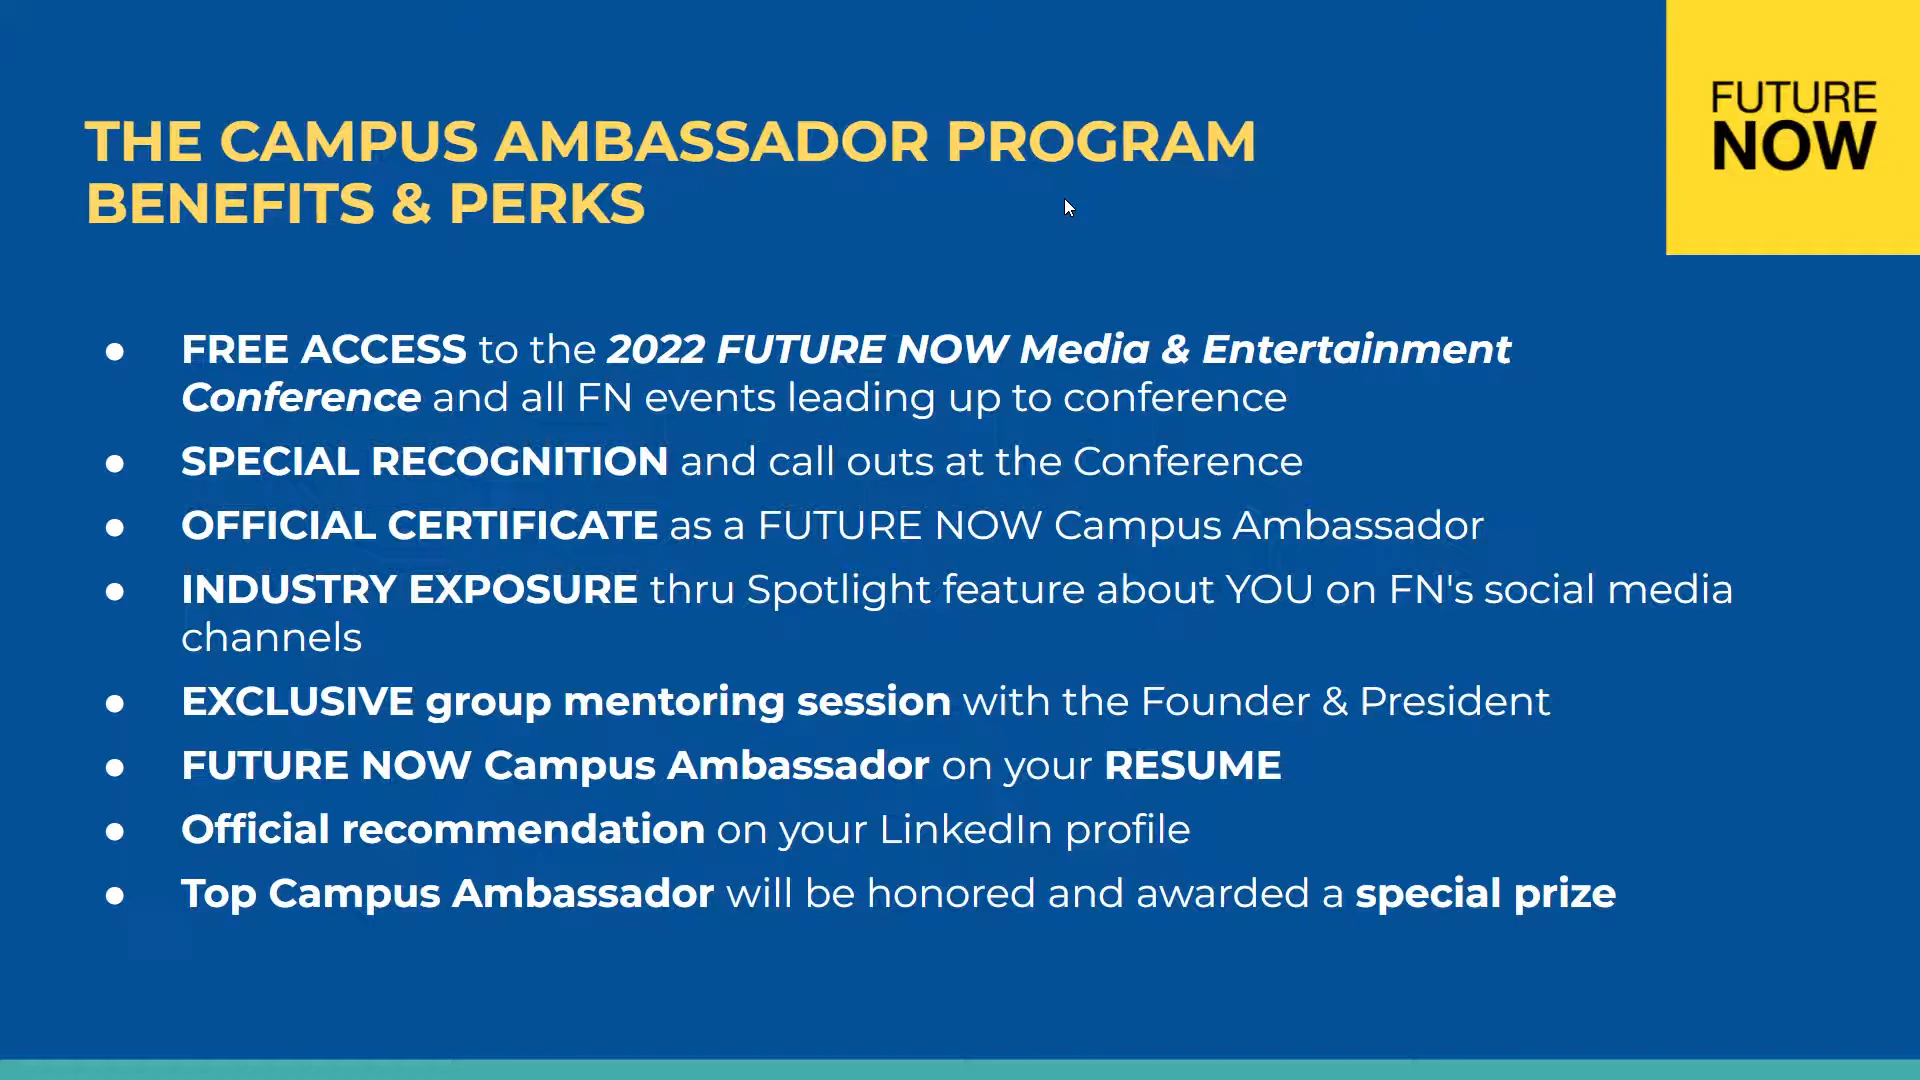 THE CAMPUS AMBASSADOR PROGRAM
BENEFITS & PERKS
FUTURE
NOW
● FREE ACCESS to the 2022 FUTURE NOW Media & Entertainment
Conference and all FN events leading up to conference
● SPECIAL RECOGNITION and call outs at the Conference
● OFFICIAL CERTIFICATE as a FUTURE NOW Campus Ambassador
● INDUSTRY EXPOSURE thru Spotlight feature about YOU on FN's social media
channels
● EXCLUSIVE group mentoring session with the Founder & President
● FUTURE NOW Campus Ambassador on your RESUME
● Official recommendation on your LinkedIn profile
● Top Campus Ambassador will be honored and awarded a special prize